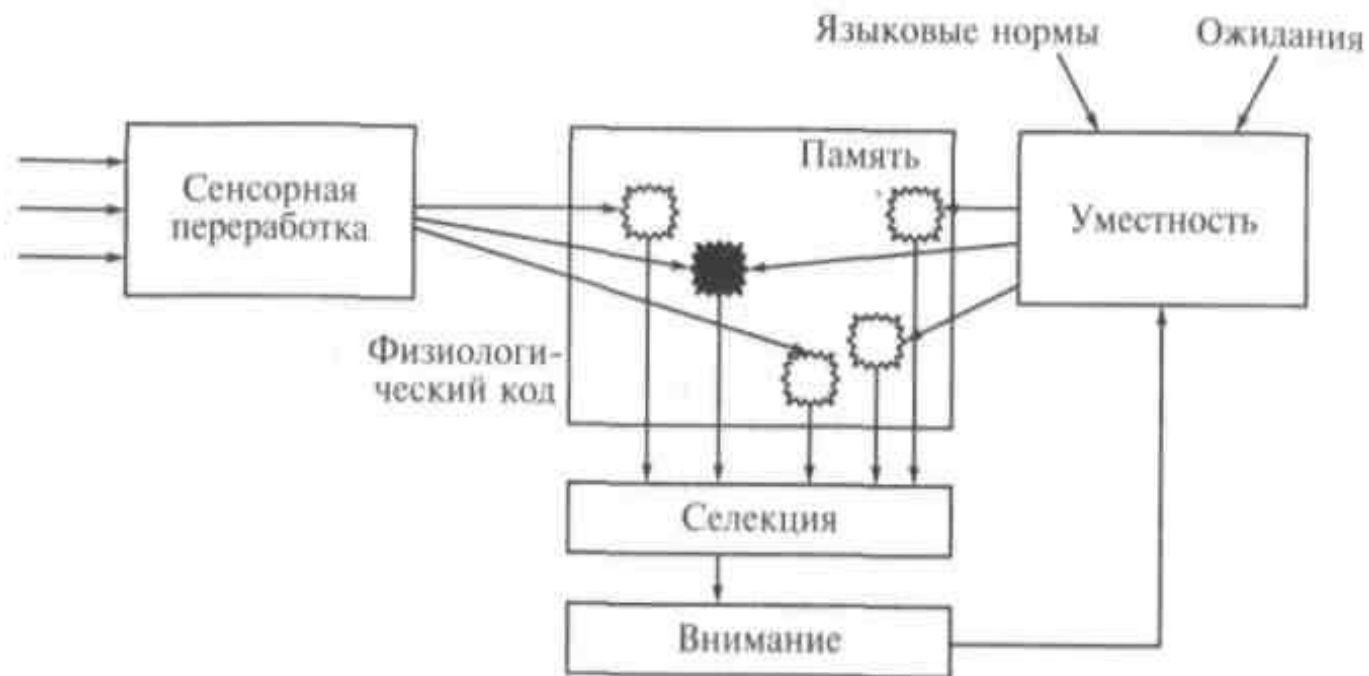 Языковые нормы
Ожидания
Сенсорная
переработка
Память
Уместность
Физиологи-
ческий код
Селекция
Внимание